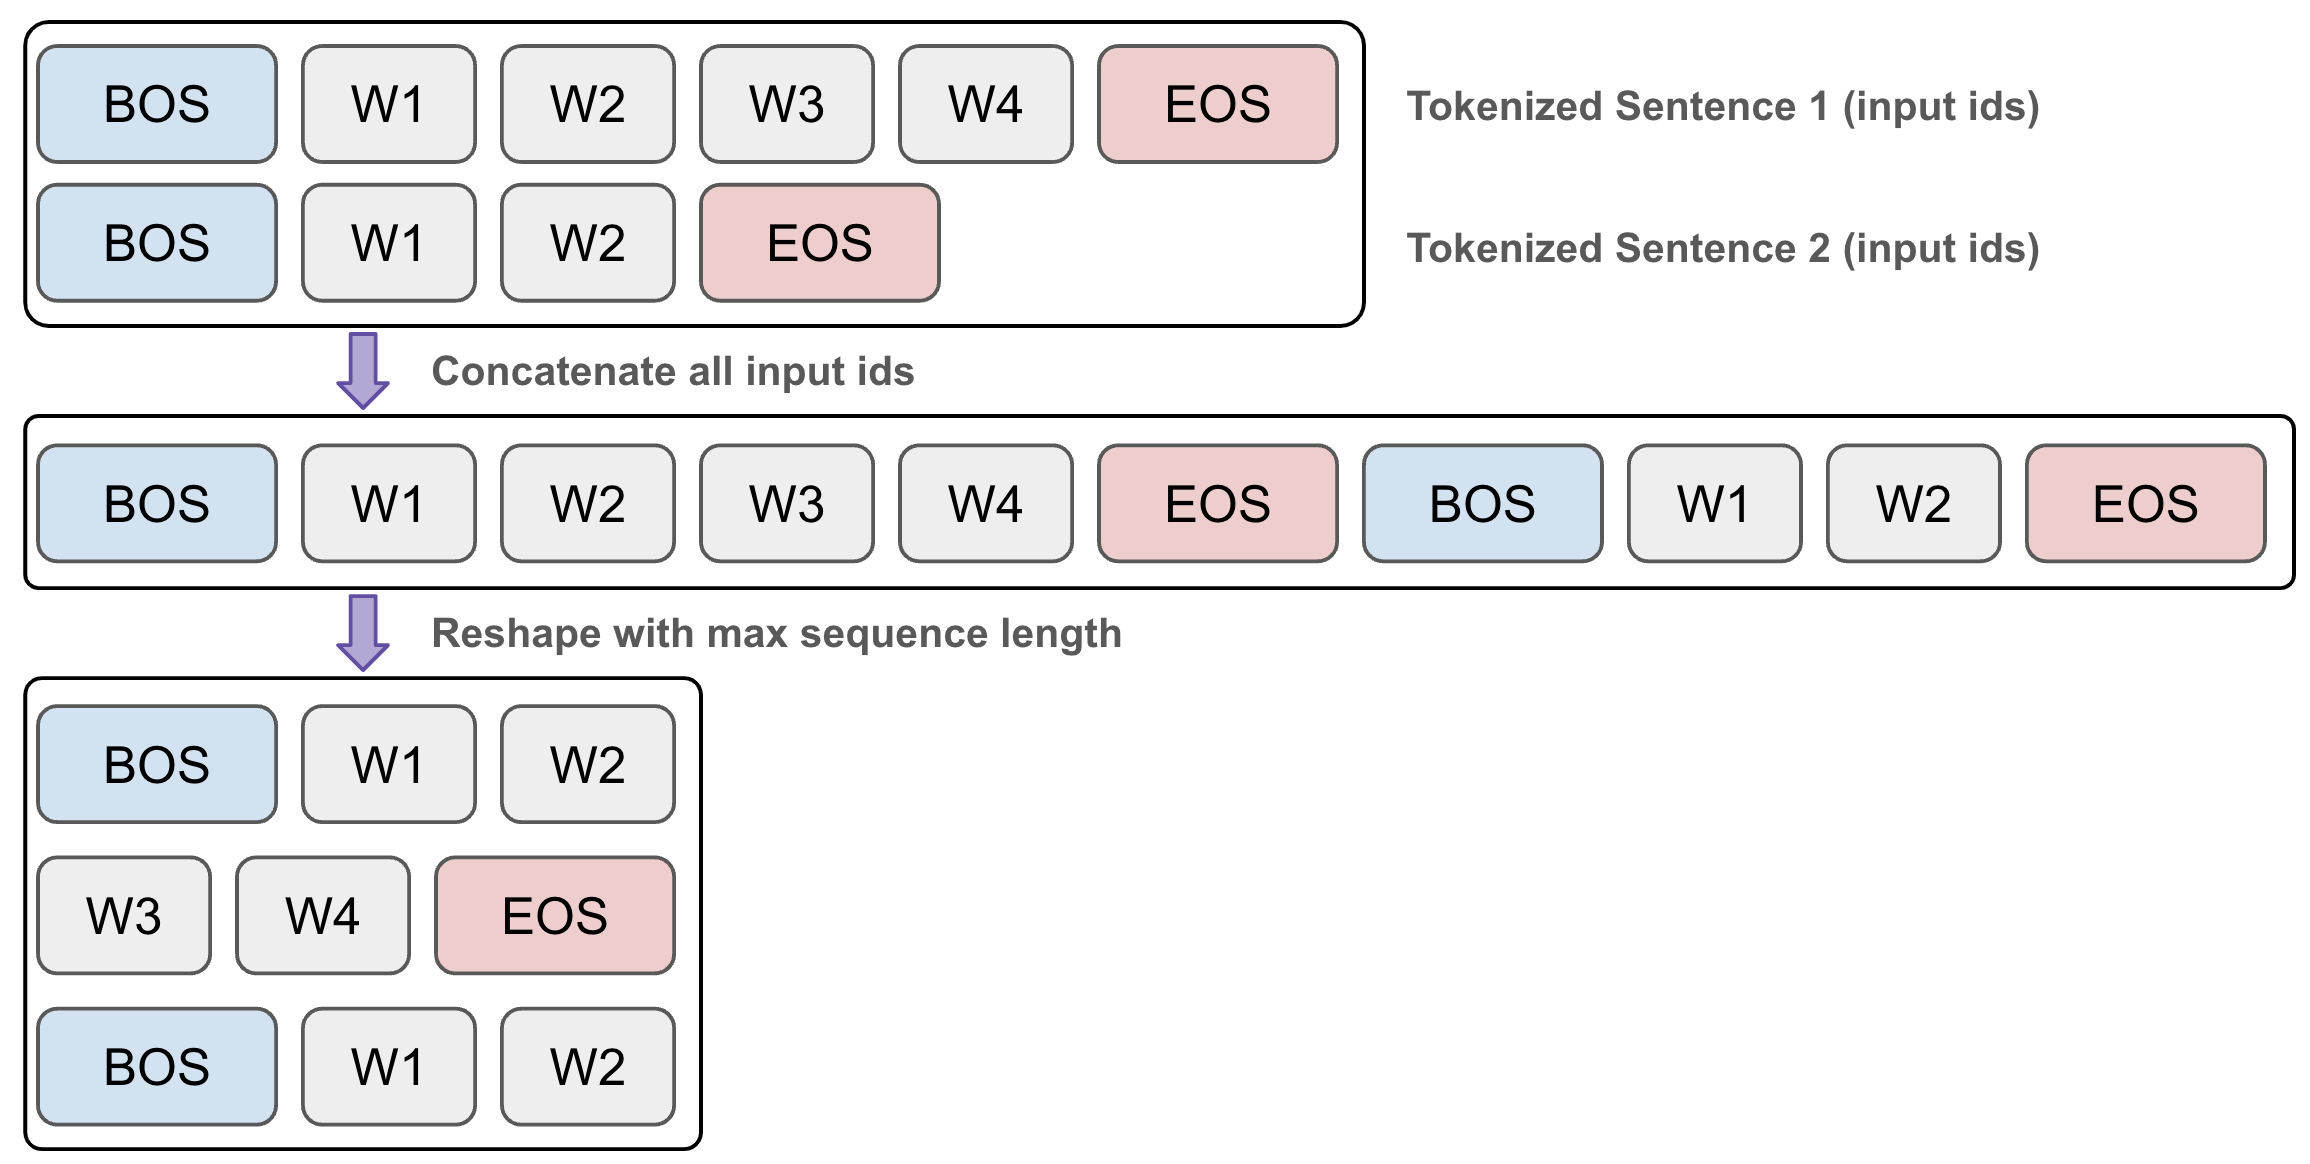 BOS W1 W2 W3 W4 EOS Tokenized Sentence 1 (input ids)
BOS W1 W2 EOS Tokenized Sentence 2 (input ids)
Concatenate all input ids
BOS W1 W2 W3 W4 EOS BOS W1 W2 EOS
Reshape with max sequence length
BOS W1 W2
W3 W4 EOS
BOS W1 W2